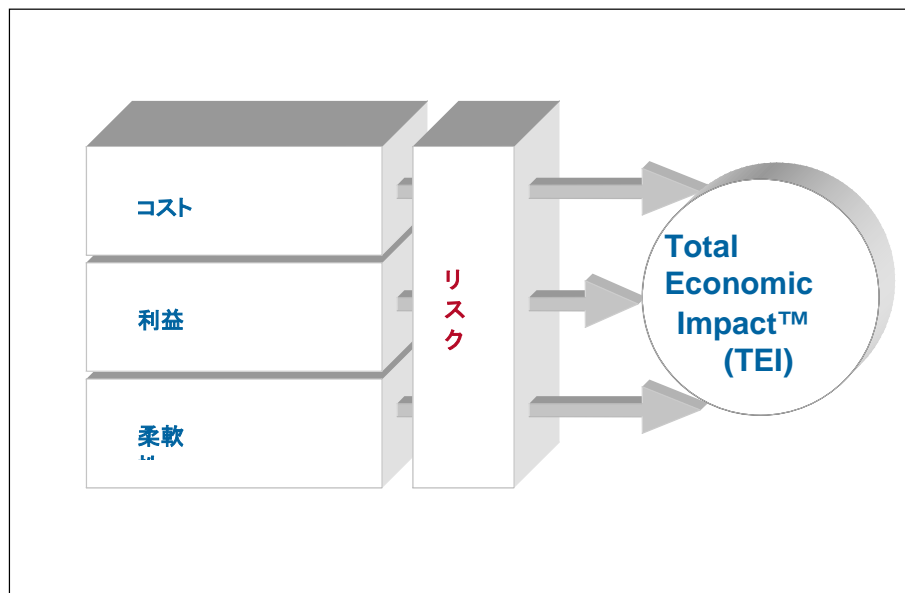 コスト
利益
柔軟
リ
ス
ク
Total
Economic
Impact™
(TEI)